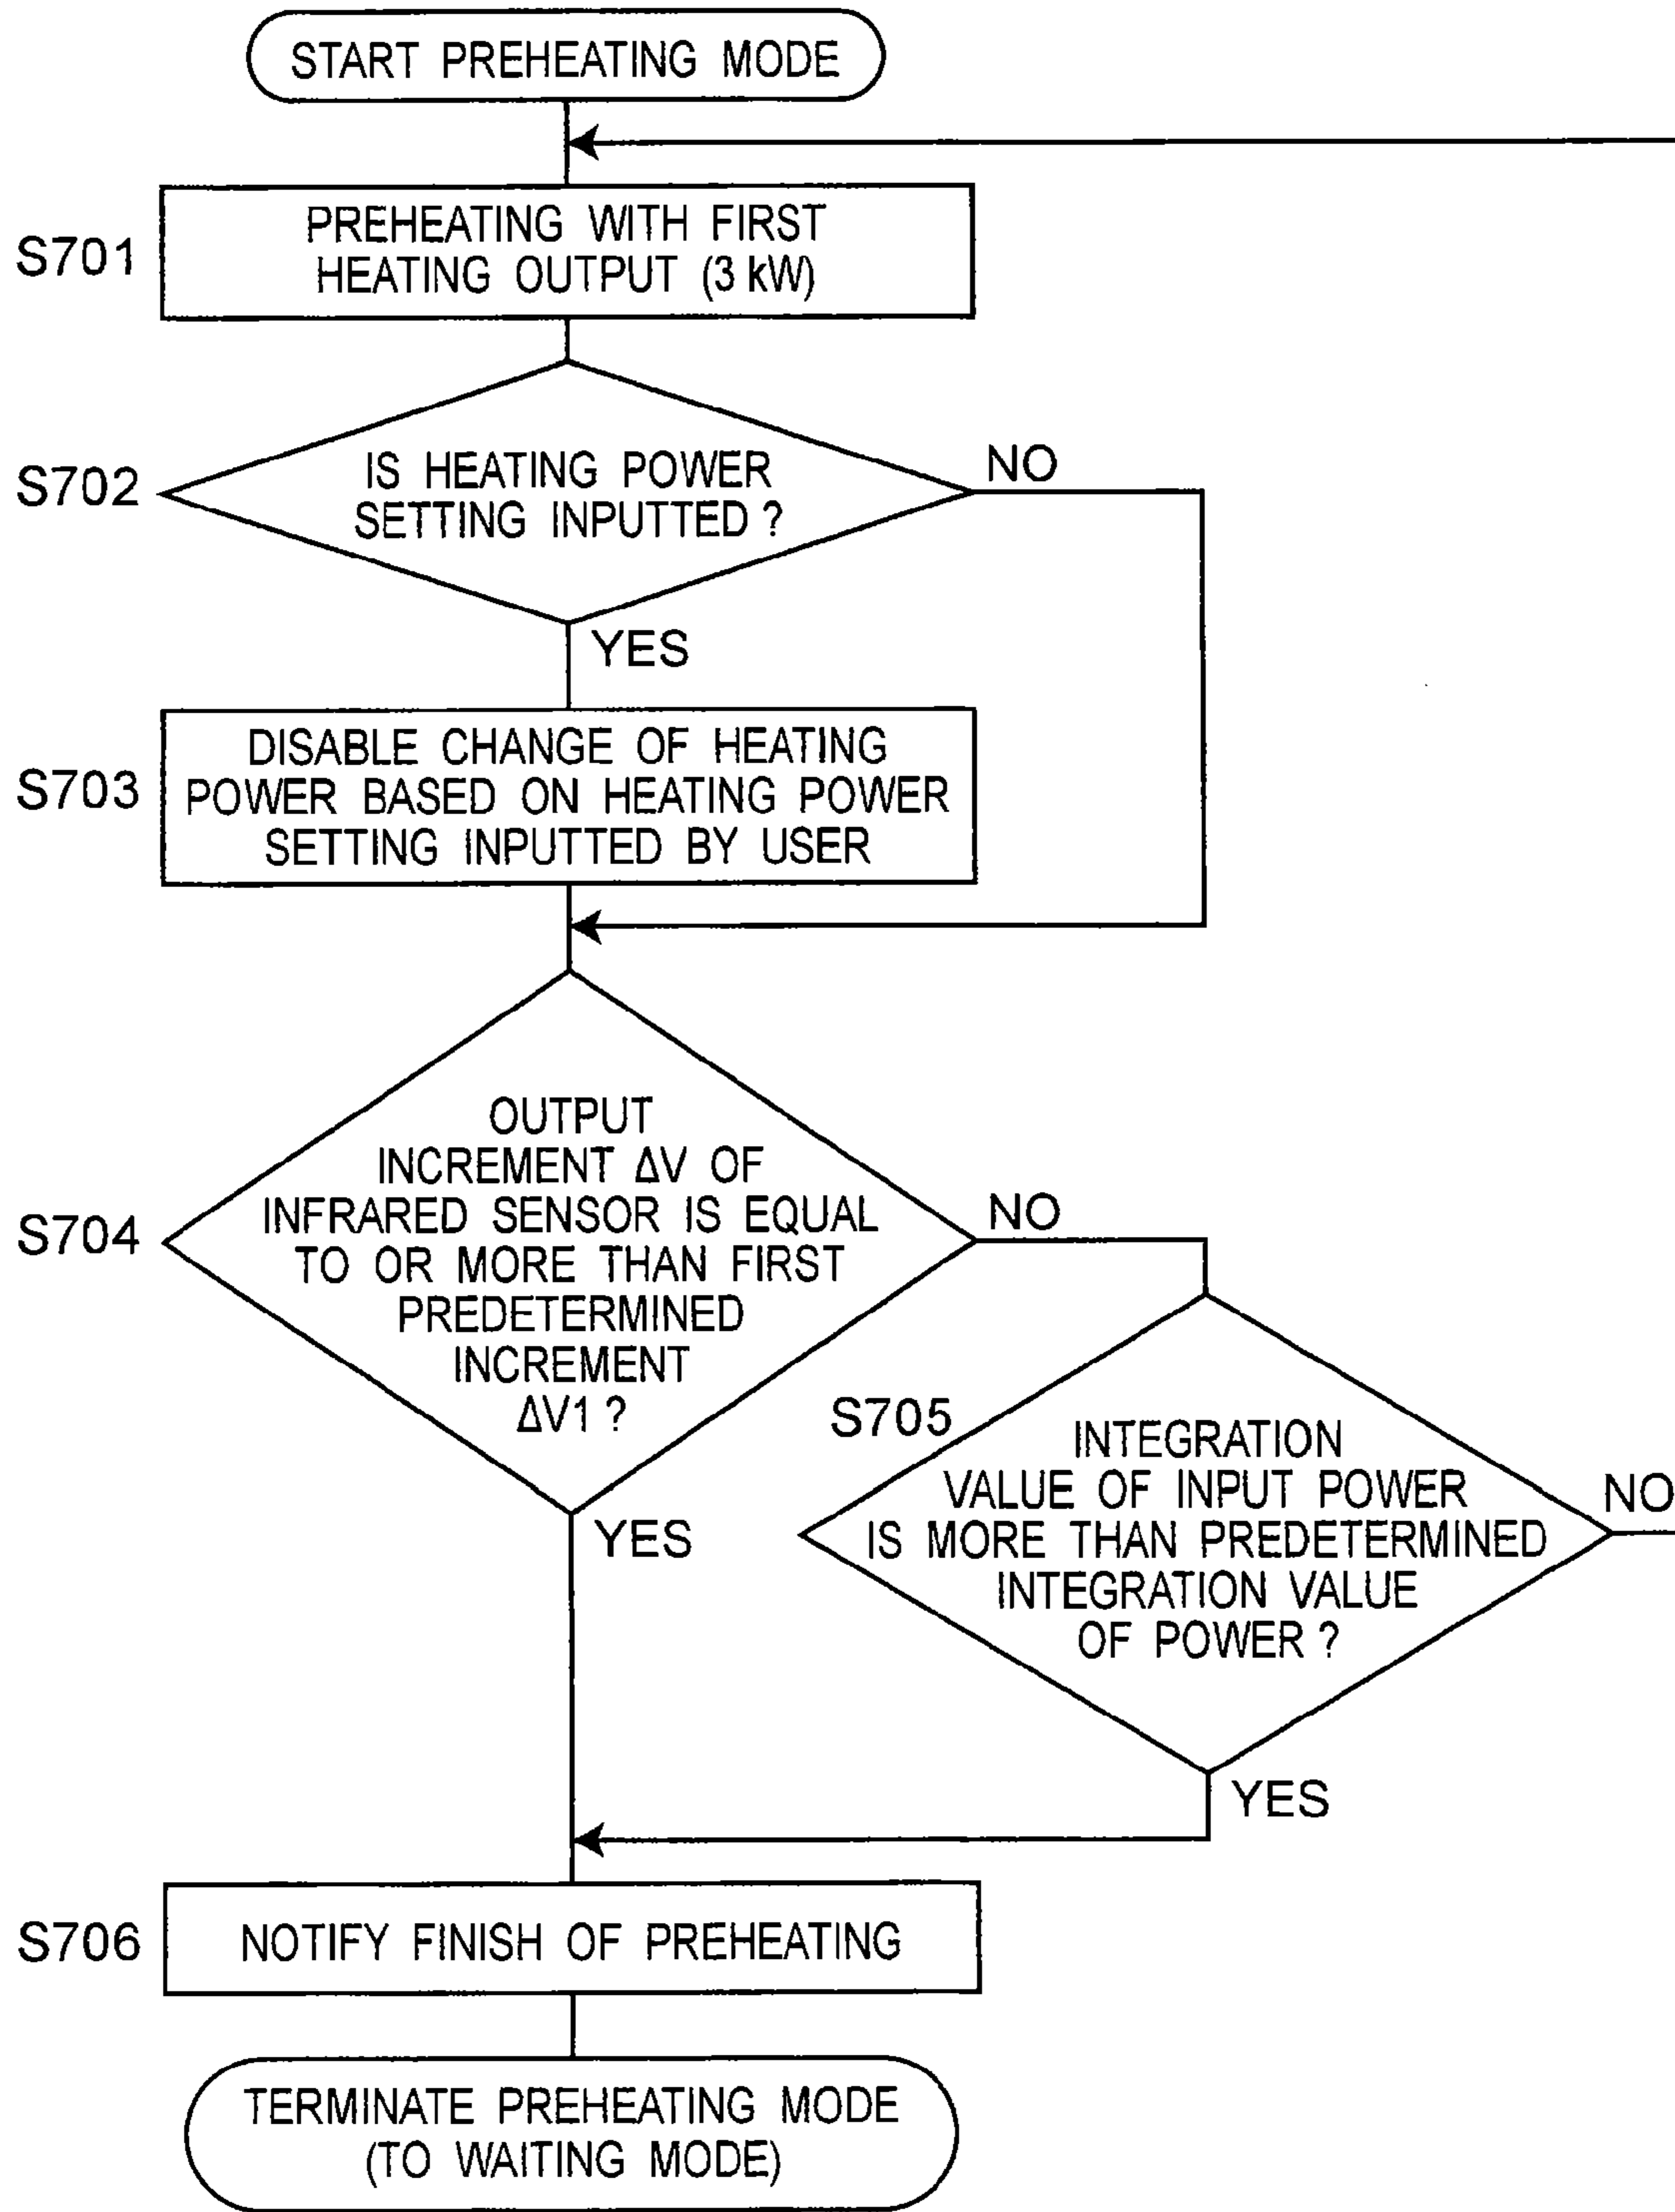 START PREHEATING MODE
S701
PREHEATING WITH FIRST
HEATING OUTPUT (3 kW)
S702
IS HEATING POWER
SETTING INPUTTED ?
NO
YES
S703
DISABLE CHANGE OF HEATING
POWER BASED ON HEATING POWER
SETTING INPUTTED BY USER
S704
OUTPUT
INCREMENT ΔV OF
INFRARED SENSOR IS EQUAL
TO OR MORE THAN FIRST
PREDETERMINED
INCREMENT
ΔV1 ?
NO
YES
S705
INTEGRATION
VALUE OF INPUT POWER
IS MORE THAN PREDETERMINED
INTEGRATION VALUE
OF POWER ?
NO
YES
S706
NOTIFY FINISH OF PREHEATING
TERMINATE PREHEATING MODE
(TO WAITING MODE)